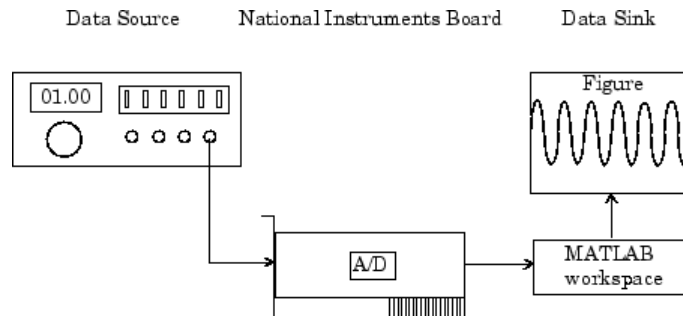 Data Source
National Instruments Board
Data Sink
01.00
Figure
A/D
MATLAB
workspace